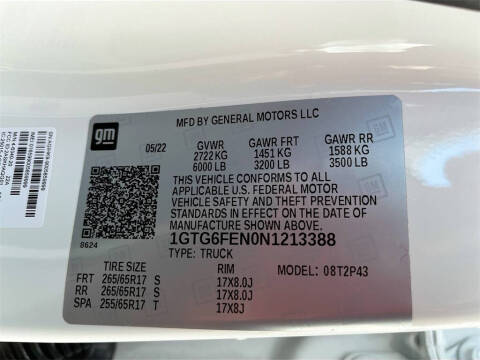 MFD BY GENERAL MOTORS LLC
gm
05/22
GVWR GAWR FRT GAWR RR
2722 KG 1451 KG 1588 KG
6000 LB 3200 LB 3500 LB
THIS VEHICLE CONFORMS TO ALL
APPLICABLE U.S. FEDERAL MOTOR
VEHICLE SAFETY AND THEFT PREVENTION
STANDARDS IN EFFECT ON THE DATE
OF MANUFACTURE SHOWN ABOVE.
8624
1GTG6FEN0N1213388
TYPE: TRUCK
TIRE SIZE RIM MODEL: 08T2P43
FRT 265/65R17 S 17X8.0J
RR 265/65R17 S 17X8.0J
SPA 255/65R17 T 17X8J